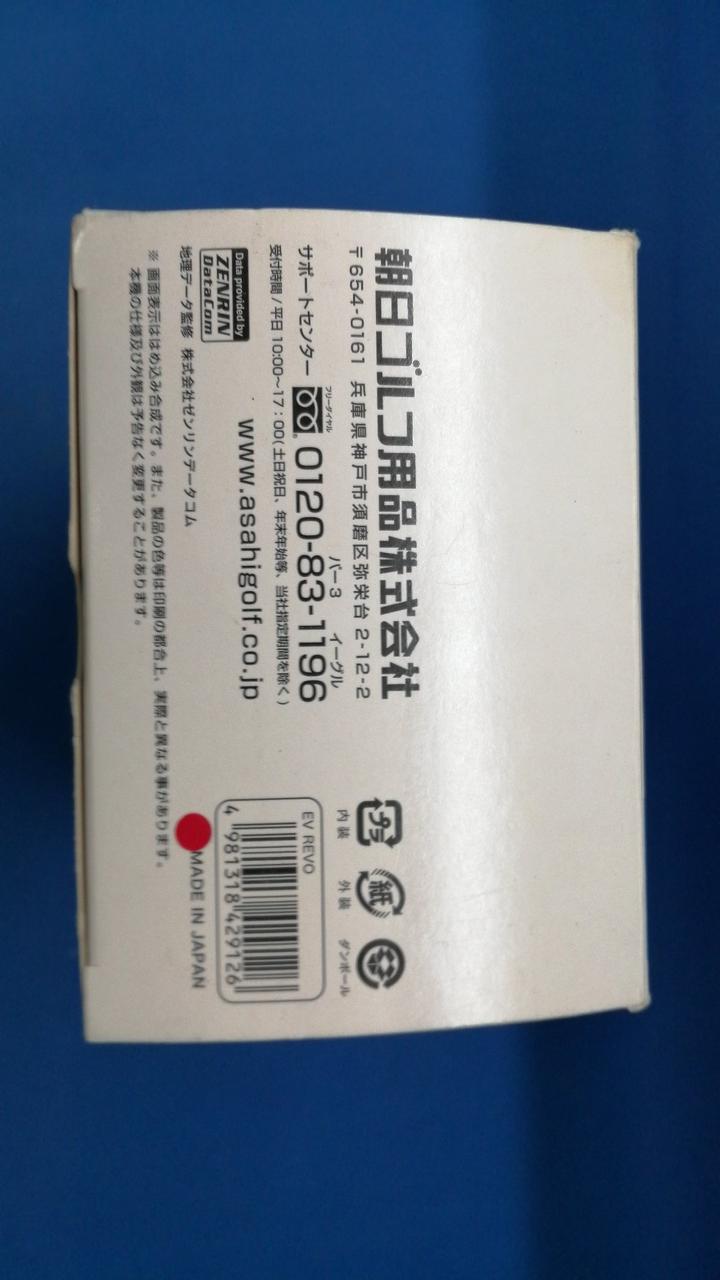 朝日ゴルフ用品株式会社
〒654-0161 兵庫県神戸市須磨区弥栄台 2-12-2
フリーダイヤル パー3 イーグル
サポートセンター 0120-83-1196
受付時間 / 平日 10:00〜17:00(土日祝日、年末年始等、当社指定期間を除く)
www.asahigolf.co.jp
Data provided by
ZENRIN
DataCom
地理データ監修 株式会社ゼンリンデータコム
※ 画面表示ははめ込み合成です。また、製品の色等は印刷の都合上、実際と異なる事があります。
本機の仕様及び外観は予告なく変更することがあります。
プラ 紙
内装 外装 ダンボール
EV REVO
4 981318 429126
MADE IN JAPAN